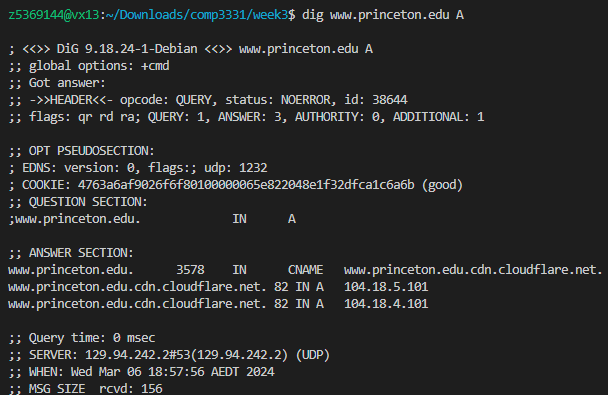 z5369144@vx13:~/Downloads/comp3331/week3$ dig www.princeton.edu A
; <<>> DiG 9.18.24-1-Debian <<>> www.princeton.edu A
;; global options: +cmd
;; Got answer:
;; ->>HEADER<<- opcode: QUERY, status: NOERROR, id: 38644
;; flags: qr rd ra; QUERY: 1, ANSWER: 3, AUTHORITY: 0, ADDITIONAL: 1
;; OPT PSEUDOSECTION:
; EDNS: version: 0, flags:; udp: 1232
; COOKIE: 4763a6af9026f6f80100000065e822048e1f32dfca1c6a6b (good)
;; QUESTION SECTION:
;www.princeton.edu. IN A
;; ANSWER SECTION:
www.princeton.edu. 3578 IN CNAME www.princeton.edu.cdn.cloudflare.net.
www.princeton.edu.cdn.cloudflare.net. 82 IN A 104.18.5.101
www.princeton.edu.cdn.cloudflare.net. 82 IN A 104.18.4.101
;; Query time: 0 msec
;; SERVER: 129.94.242.2#53(129.94.242.2) (UDP)
;; WHEN: Wed Mar 06 18:57:56 AEDT 2024
;; MSG SIZE rcvd: 156